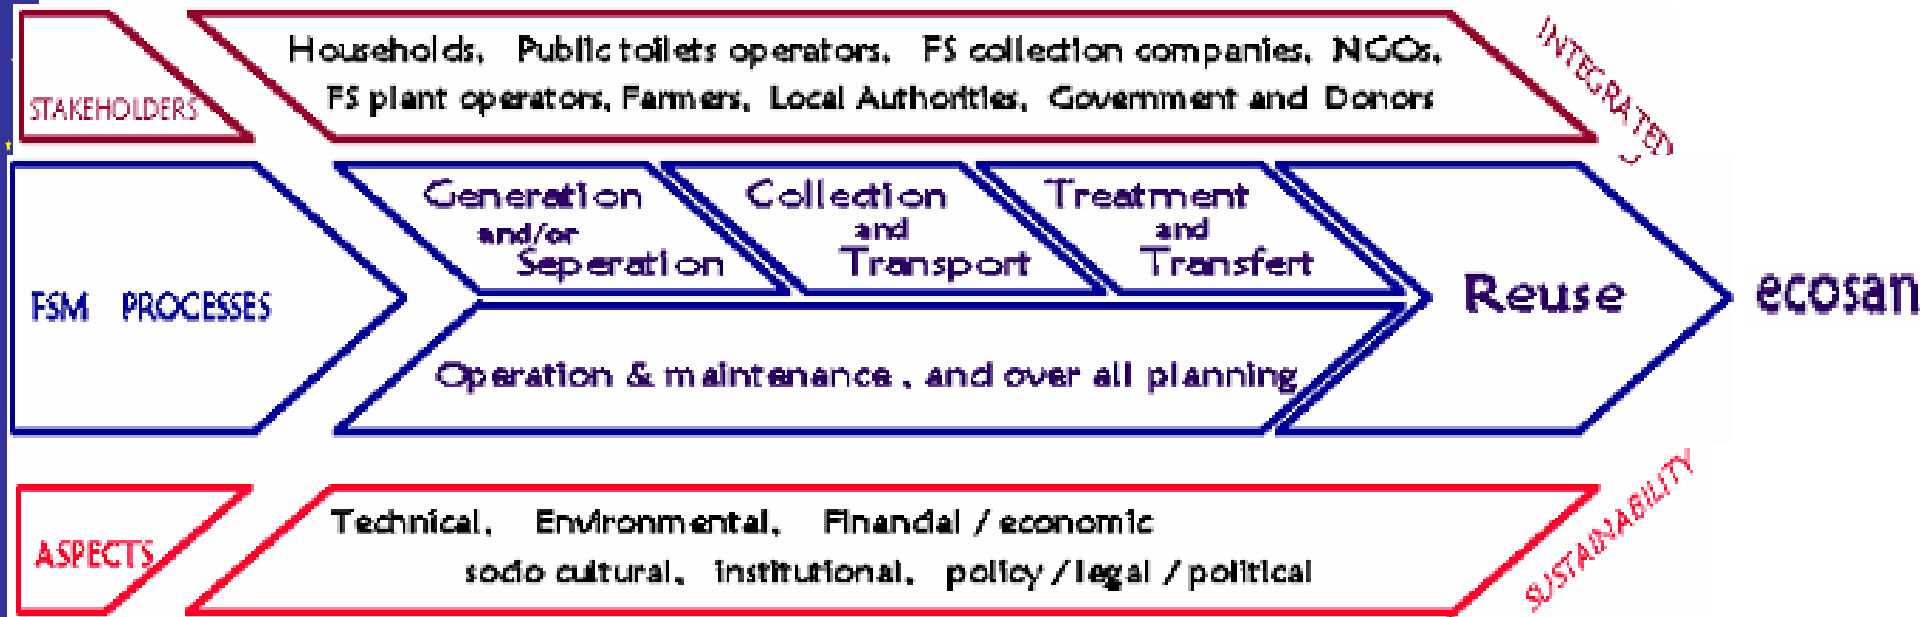 STAKEHOLDERS
Households, Public toilets operators, FS collection companies, NGOs,
FS plant operators, Farmers, Local Authorities, Government and Donors
INTEGRATED
FSM PROCESSES
Generation
and/or
Seperation
Collection
and
Transport
Treatment
and
Transfert
Operation & maintenance, and over all planning
Reuse
ecosan
ASPECTS
Technical, Environmental, Financial / economic
socio cultural, institutional, policy / legal / political
SUSTAINABILITY